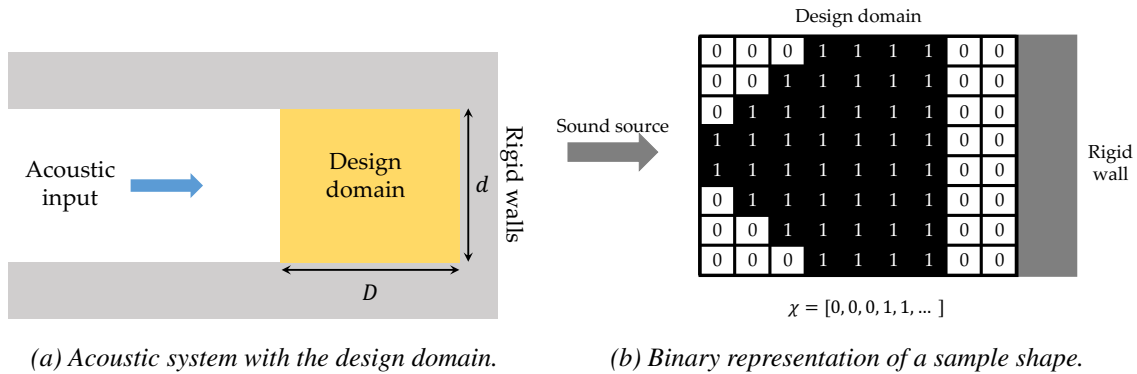 Acoustic
input
Design
domain
d
D
Rigid walls
(a) Acoustic system with the design domain.
Design domain
Sound source
0 0 0 1 1 1 1 0 0
0 0 1 1 1 1 1 0 0
0 1 1 1 1 1 1 0 0
1 1 1 1 1 1 1 0 0
1 1 1 1 1 1 1 0 0
0 1 1 1 1 1 1 0 0
0 0 1 1 1 1 1 0 0
0 0 0 1 1 1 1 0 0
Rigid
wall
χ = [0, 0, 0, 1, 1, … ]
(b) Binary representation of a sample shape.